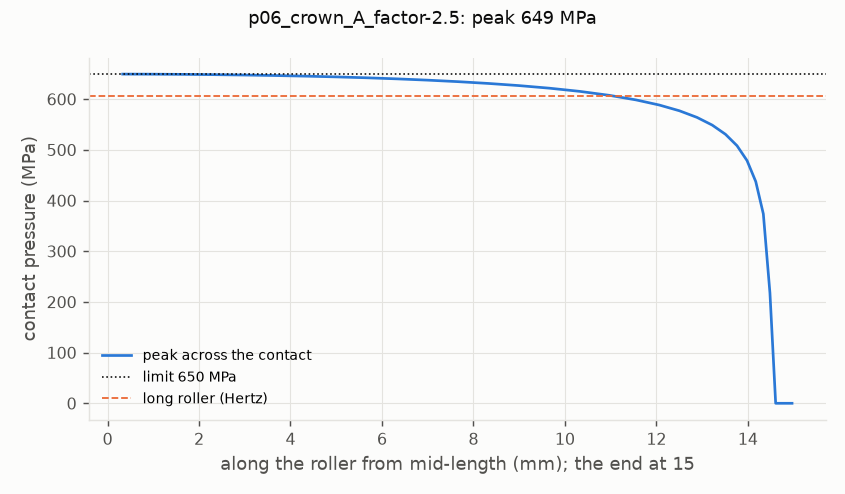 p06_crown_A_factor-2.5: peak 649 MPa
contact pressure (MPa)
600
500
400
300
200
100
0
peak across the contact
limit 650 MPa
long roller (Hertz)
0 2 4 6 8 10 12 14
along the roller from mid-length (mm); the end at 15